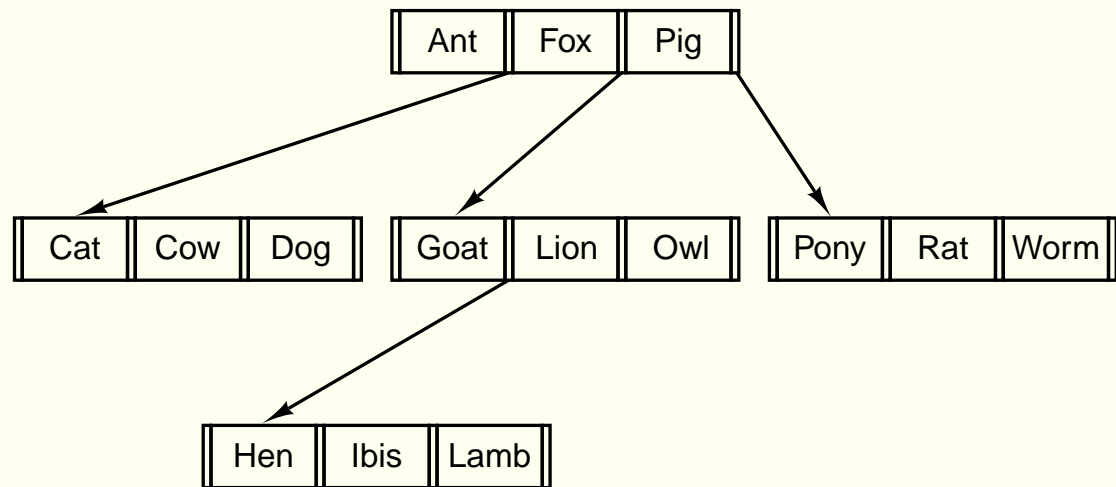 Ant Fox Pig
Cat Cow Dog Goat Lion Owl Pony Rat Worm
Hen Ibis Lamb